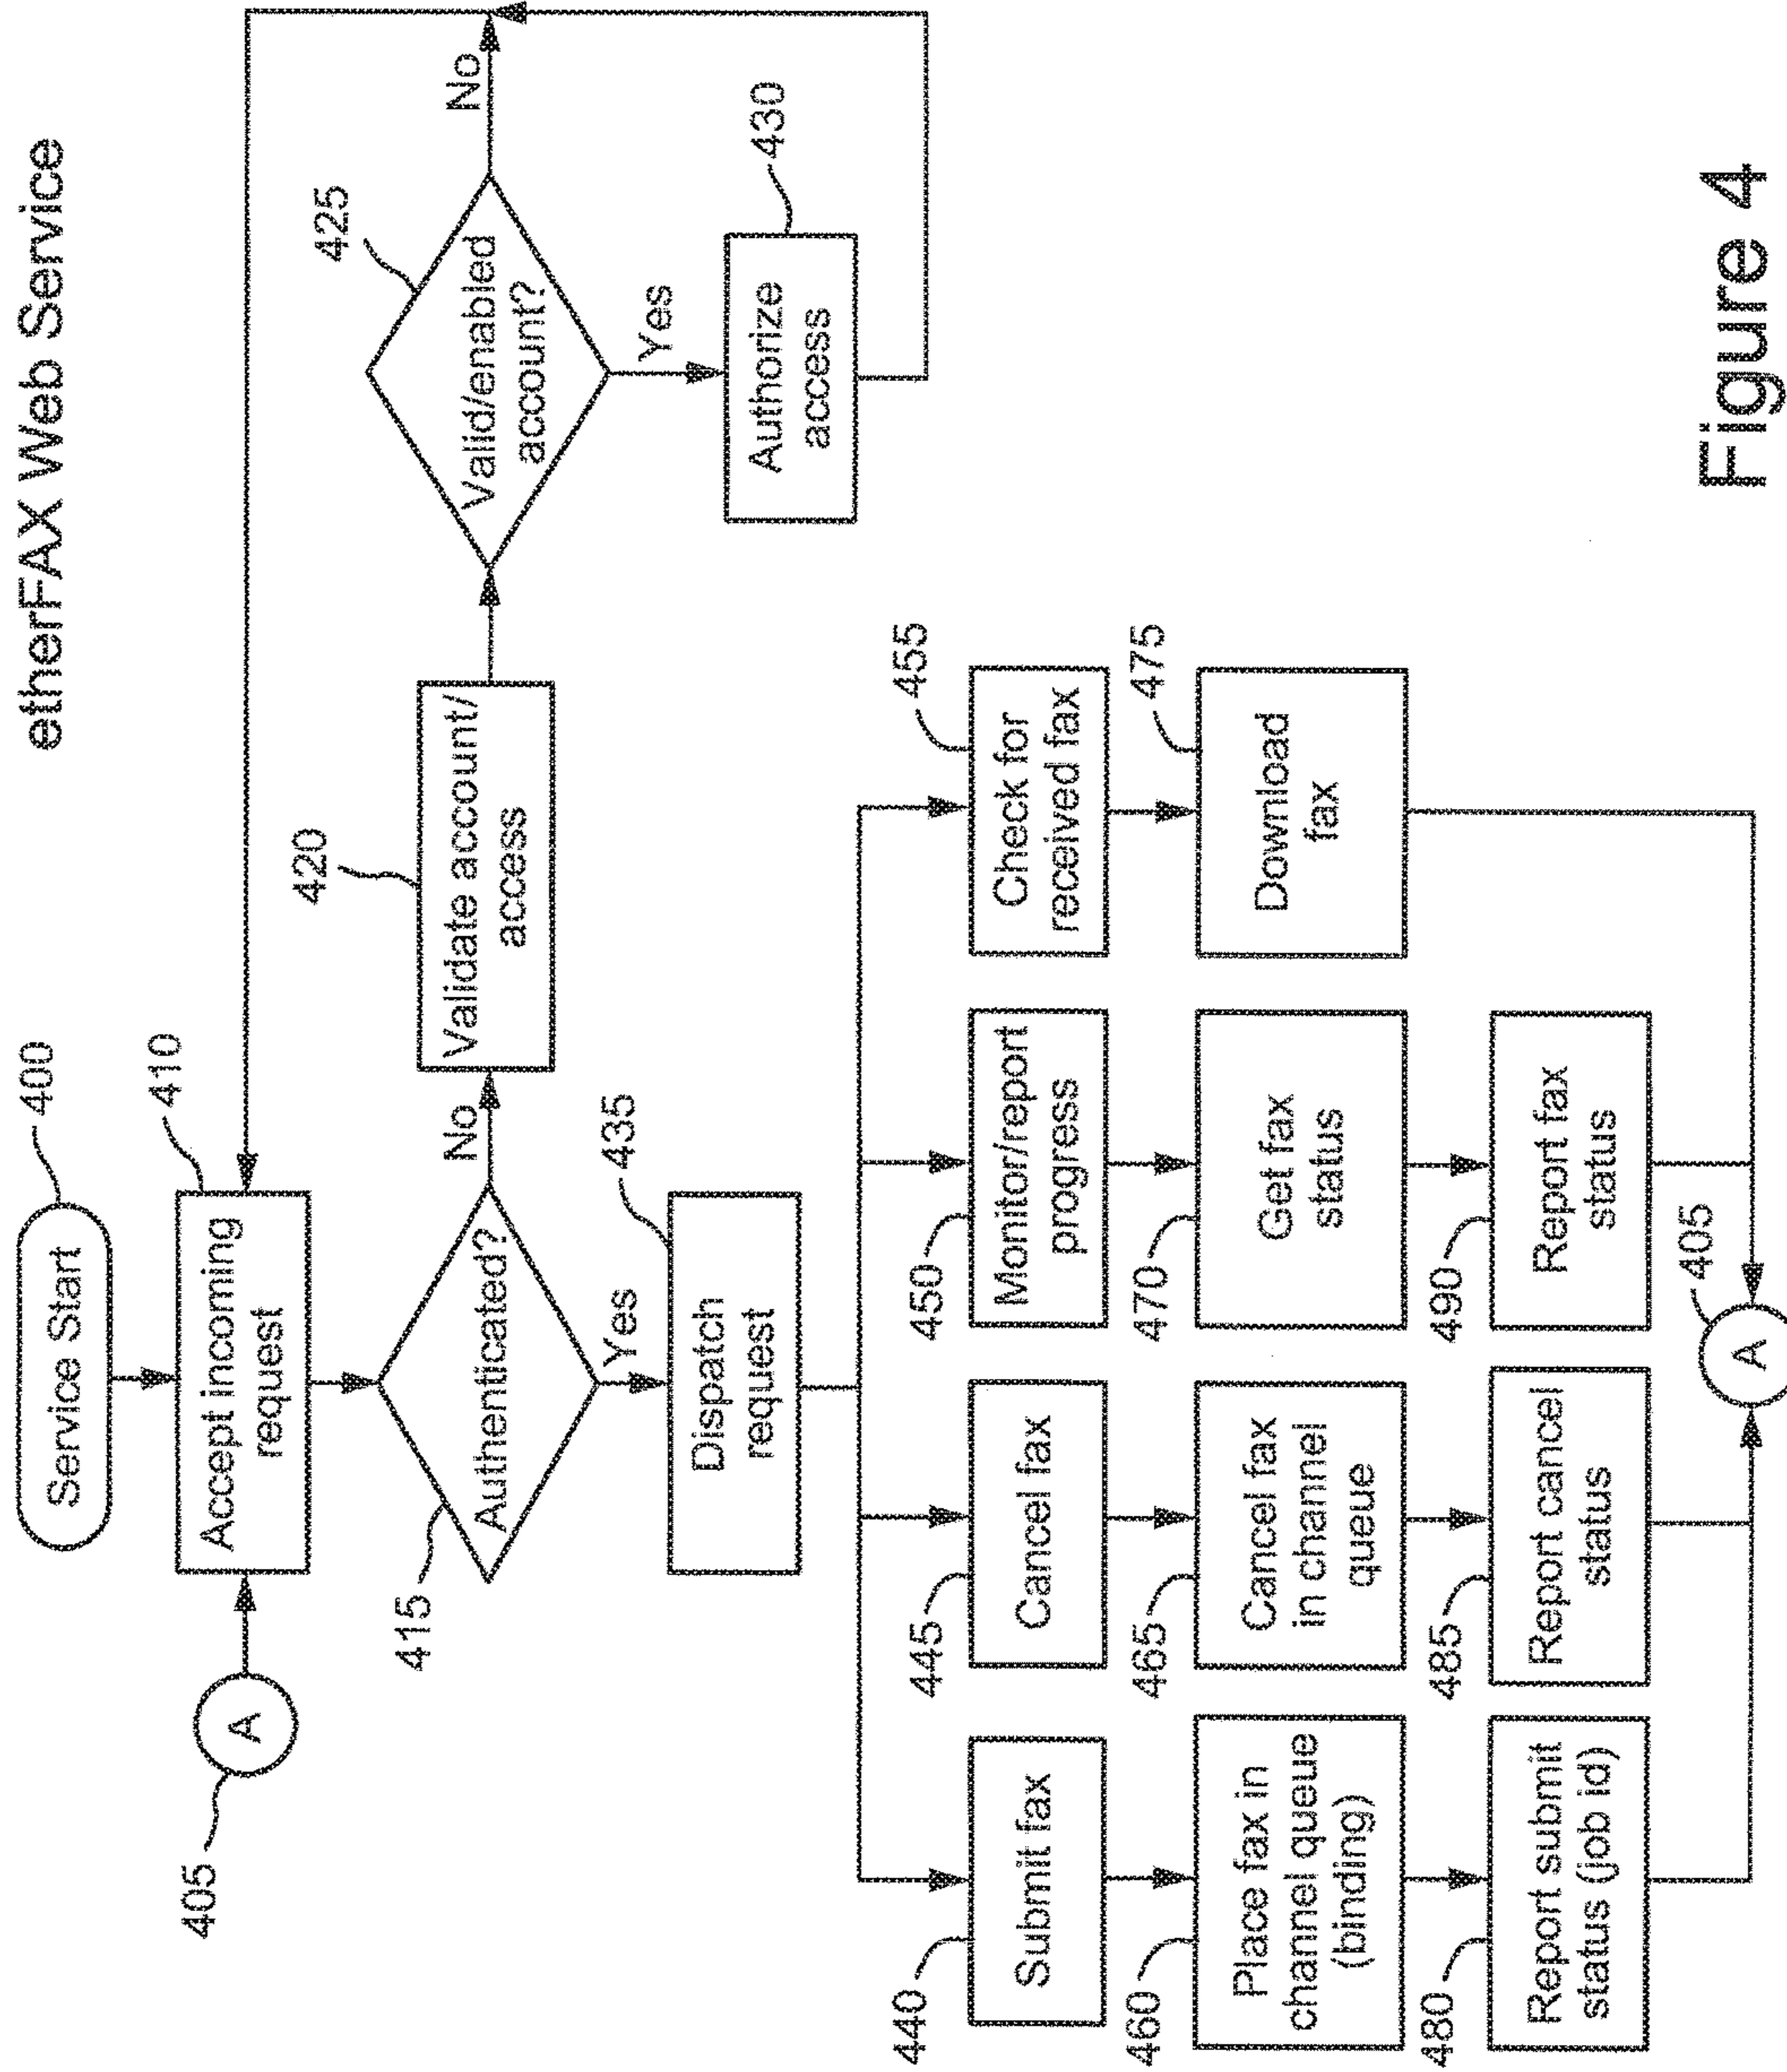 etherFAX Web Service
Service Start
400
A
405
Accept incoming
request
410
Authenticated?
415
No
Yes
Validate account/
access
420
Valid/enabled
account?
425
No
Yes
Authorize
access
430
Dispatch
request
435
Submit fax
440
Cancel fax
445
Monitor/report
progress
450
Check for
received fax
455
Place fax in
channel queue
(binding)
460
Cancel fax
in channel
queue
465
Get fax
status
470
Download
fax
475
Report submit
status (job id)
480
Report cancel
status
485
Report fax
status
490
A
405
Figure 4